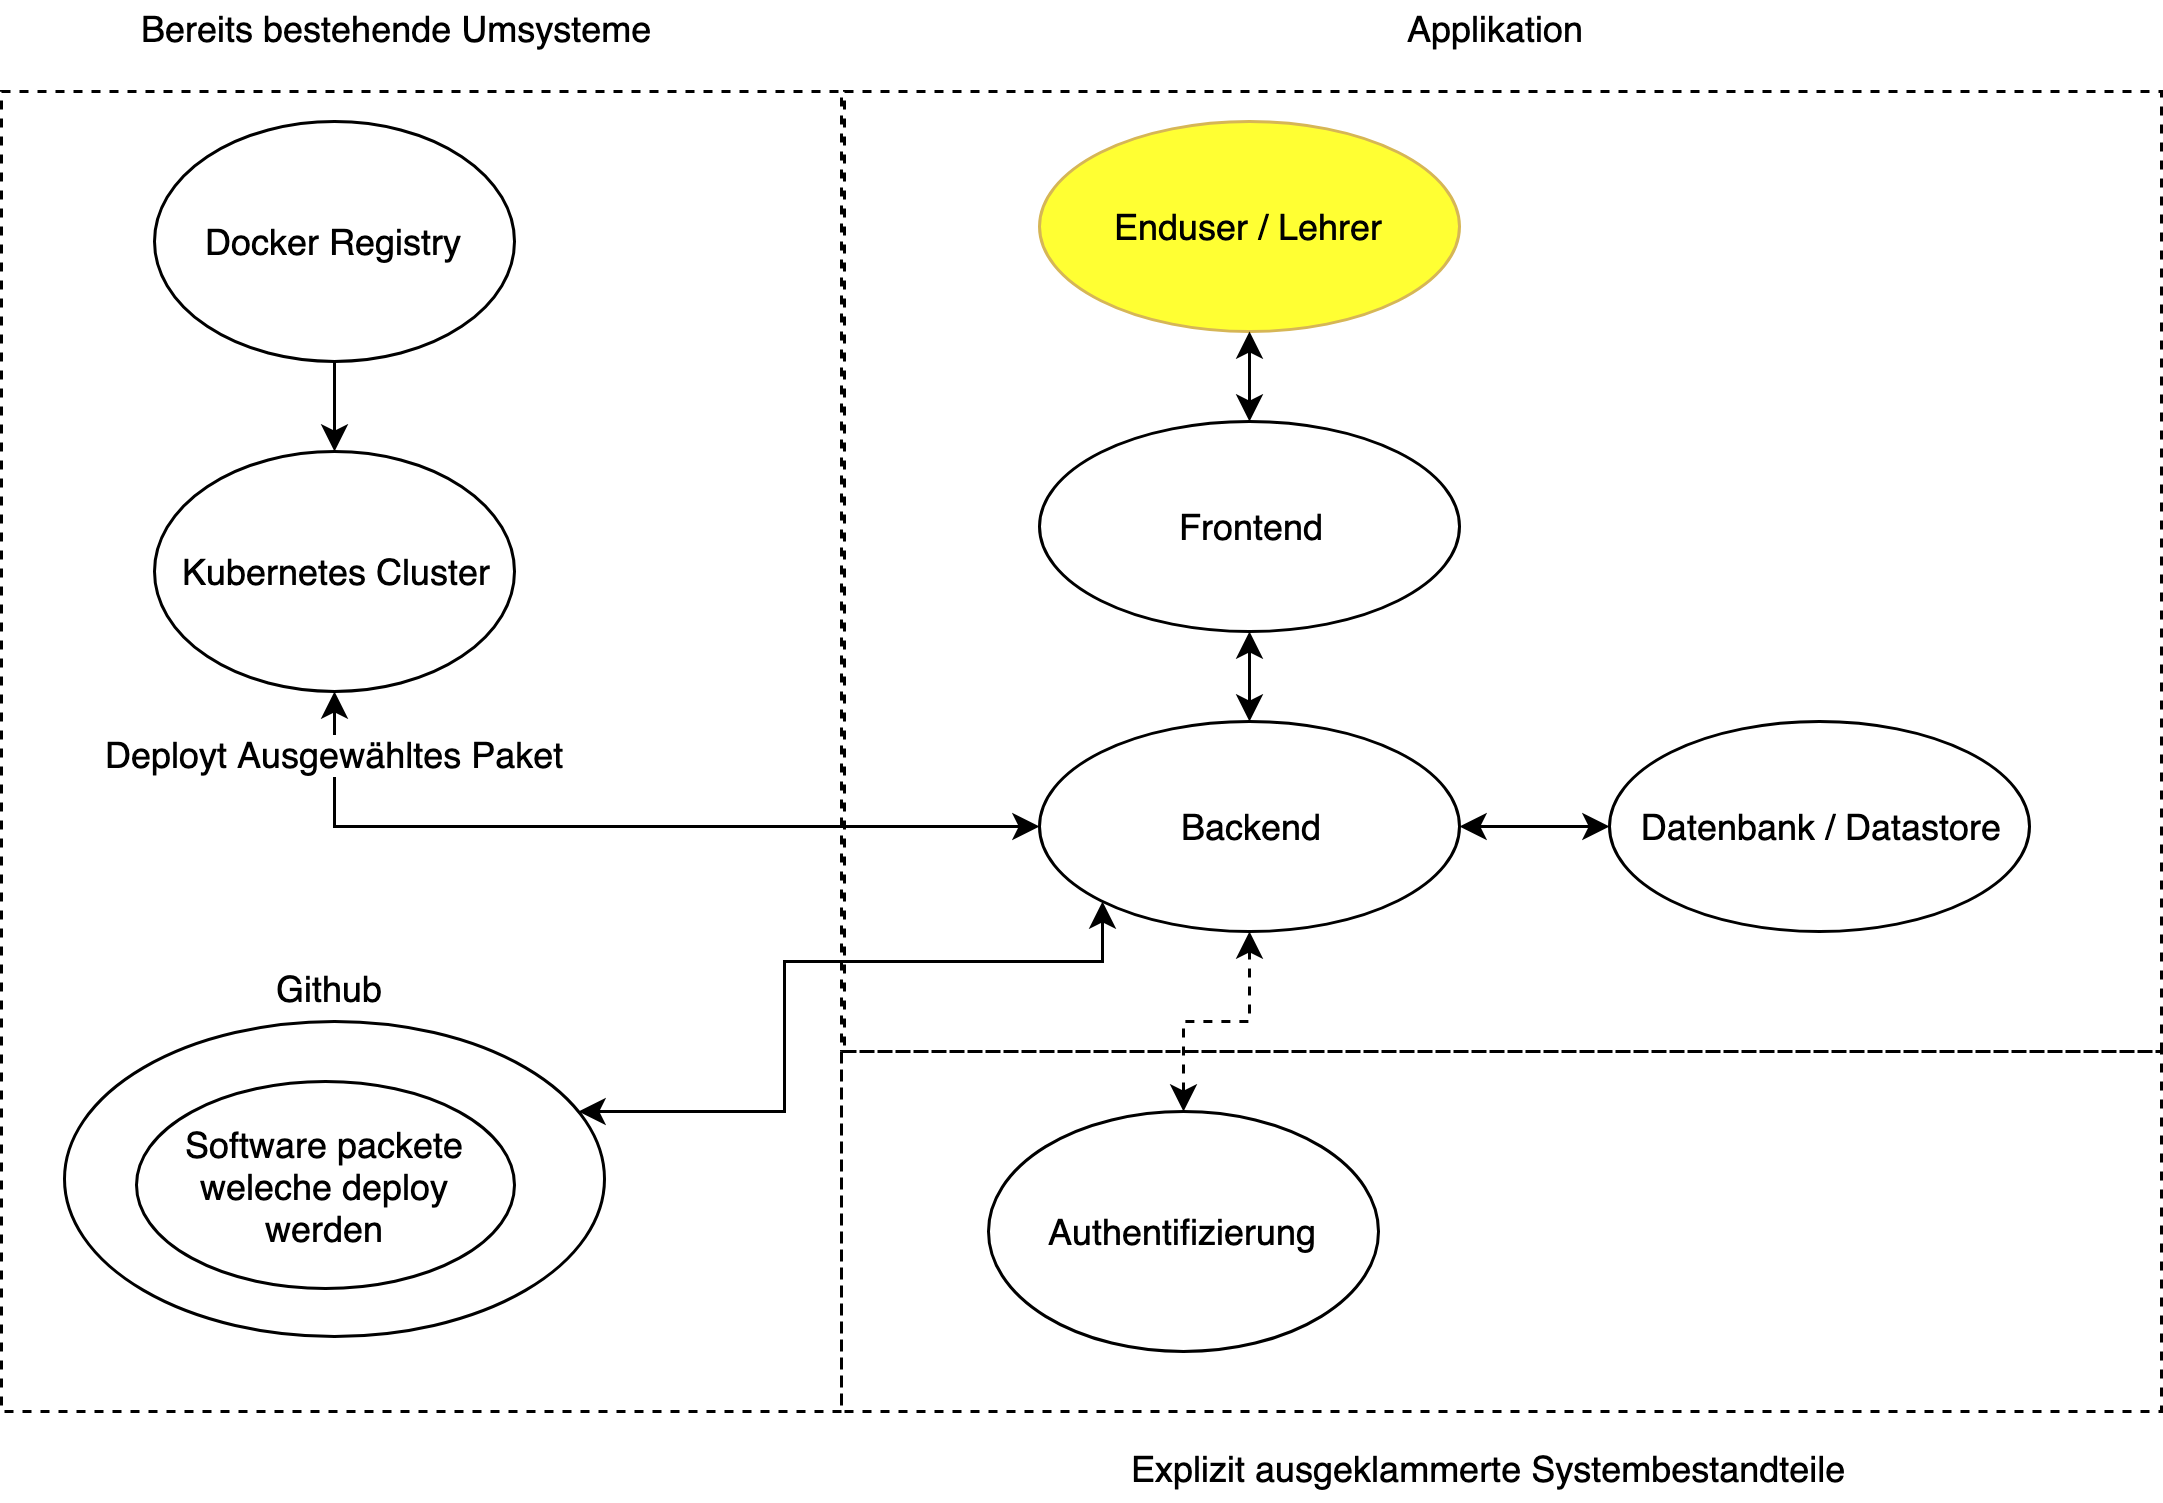 Bereits bestehende Umsysteme
Applikation
Docker Registry
Enduser / Lehrer
Kubernetes Cluster
Frontend
Deployt Ausgewähltes Paket
Backend
Datenbank / Datastore
Github
Software packete
weleche deploy
werden
Authentifizierung
Explizit ausgeklammerte Systembestandteile